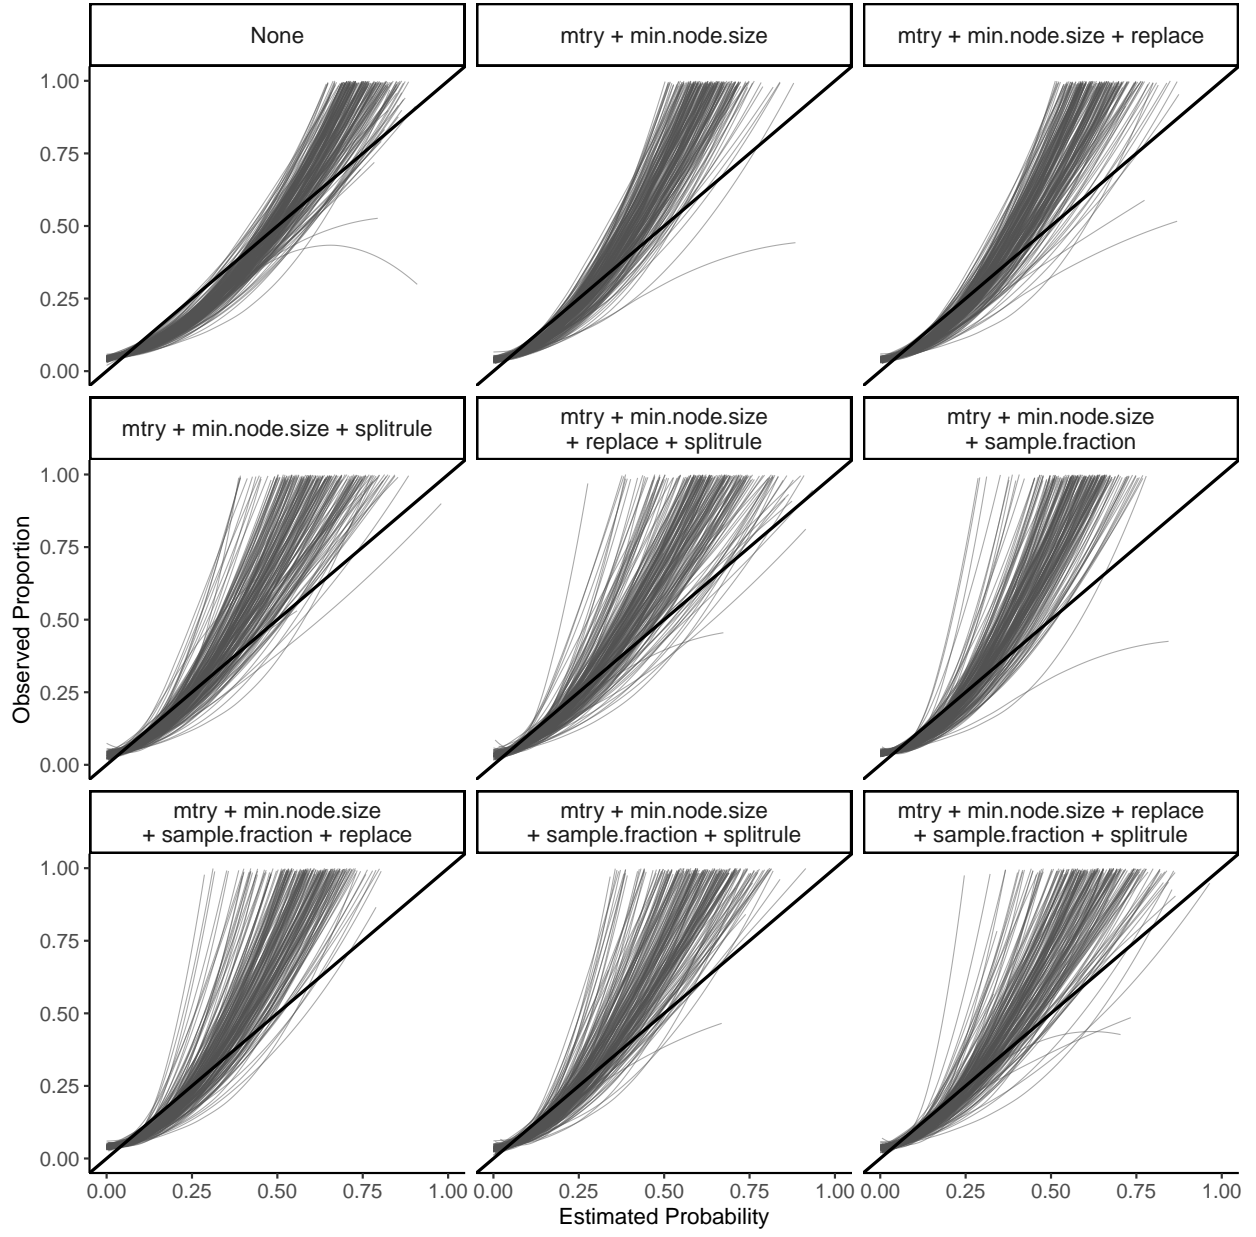 None
mtry + min.node.size
mtry + min.node.size + replace
1.00
0.75
0.50
0.25
0.00
mtry + min.node.size + splitrule
mtry + min.node.size
+ replace + splitrule
mtry + min.node.size
+ sample.fraction
1.00
0.75
0.50
0.25
0.00
Observed Proportion
mtry + min.node.size
+ sample.fraction + replace
mtry + min.node.size
+ sample.fraction + splitrule
mtry + min.node.size + replace
+ sample.fraction + splitrule
1.00
0.75
0.50
0.25
0.00
0.00 0.25 0.50 0.75 1.00 0.00 0.25 0.50 0.75 1.00 0.00 0.25 0.50 0.75 1.00
Estimated Probability